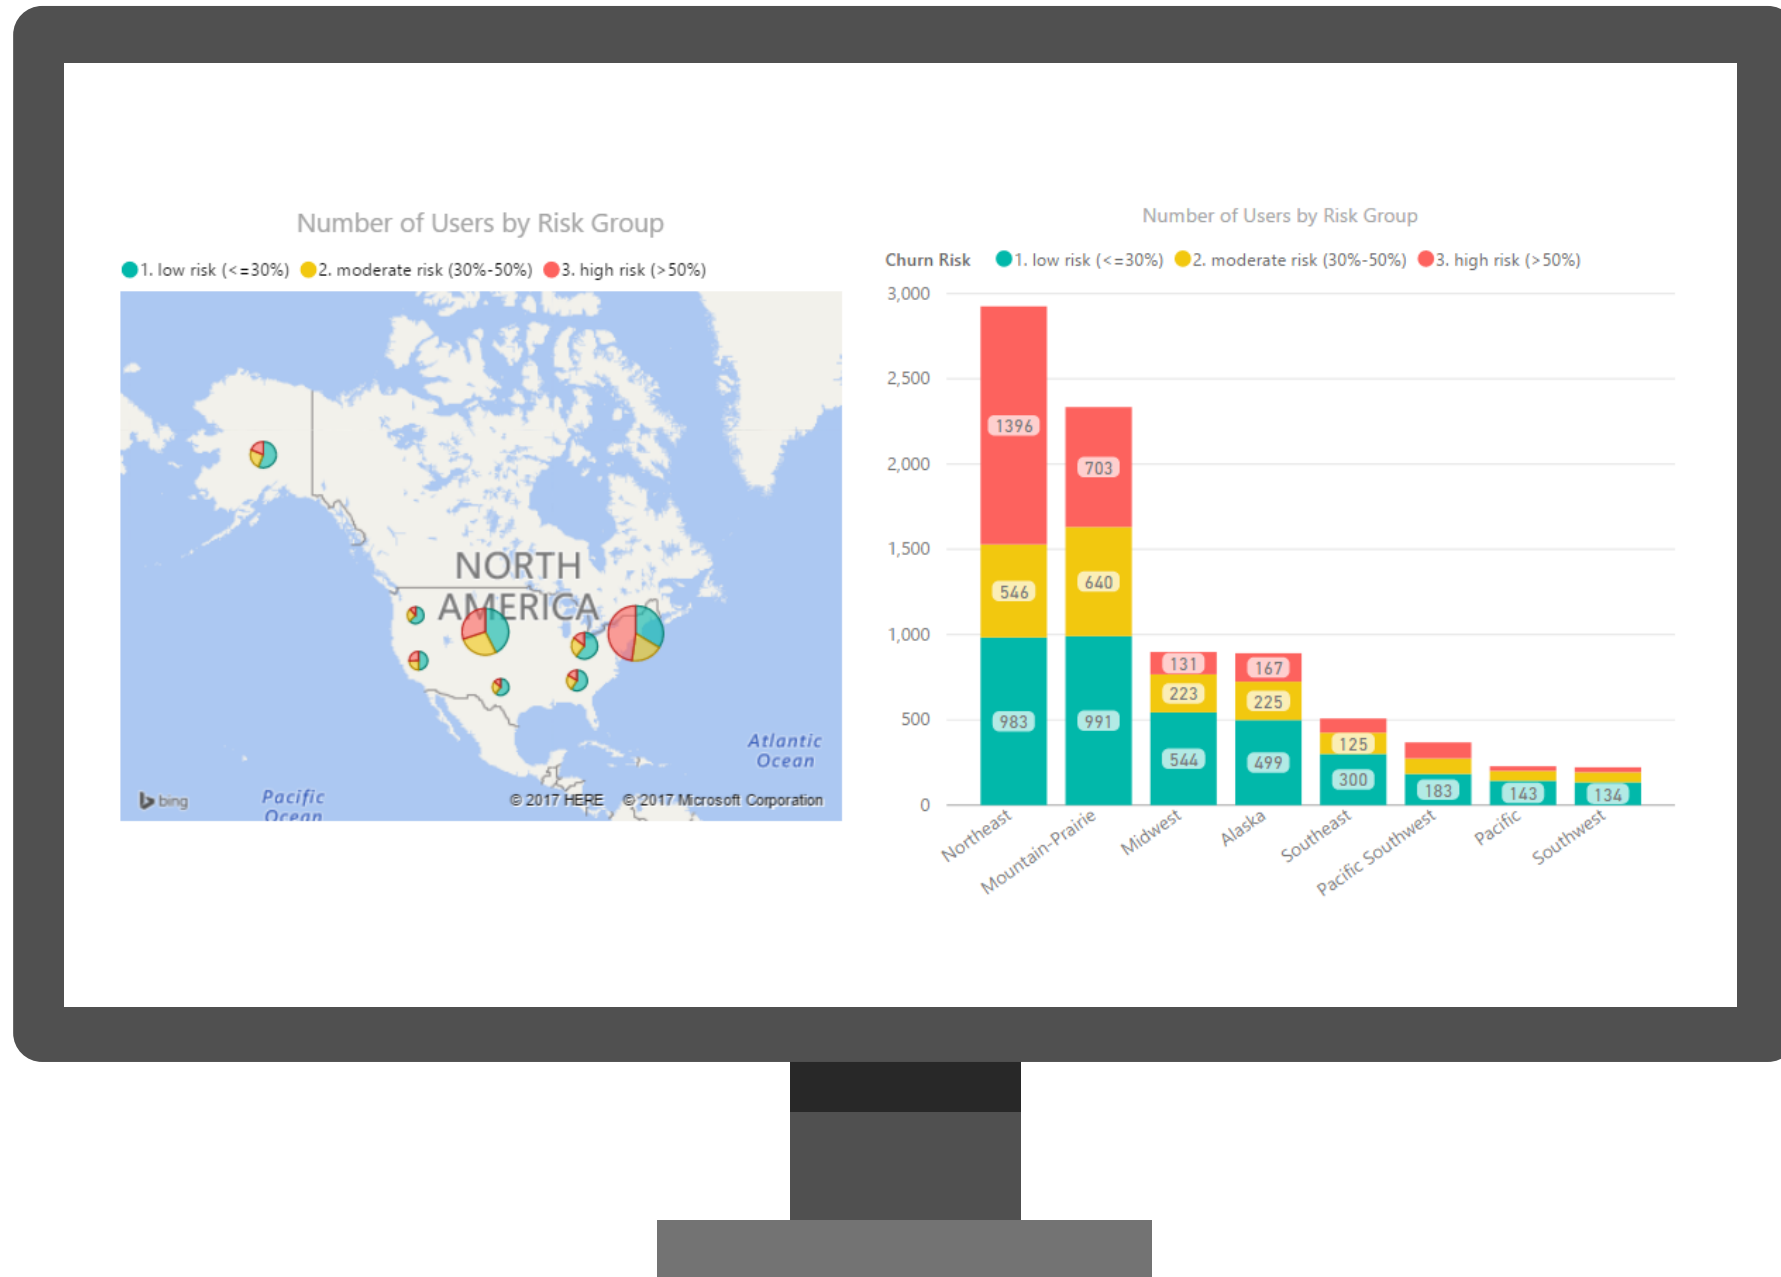 Number of Users by Risk Group
1. low risk (<=30%) 2. moderate risk (30%-50%) 3. high risk (>50%)
NORTH
AMERICA
Atlantic
Ocean
Pacific
Ocean
bing
© 2017 HERE © 2017 Microsoft Corporation
Number of Users by Risk Group
Churn Risk 1. low risk (<=30%) 2. moderate risk (30%-50%) 3. high risk (>50%)
3,000
2,500
2,000
1,500
1,000
500
0
1396
546
983
703
640
991
131
223
544
167
225
499
125
300
183
143
134
Northeast
Mountain-Prairie
Midwest
Alaska
Southeast
Pacific Southwest
Pacific
Southwest